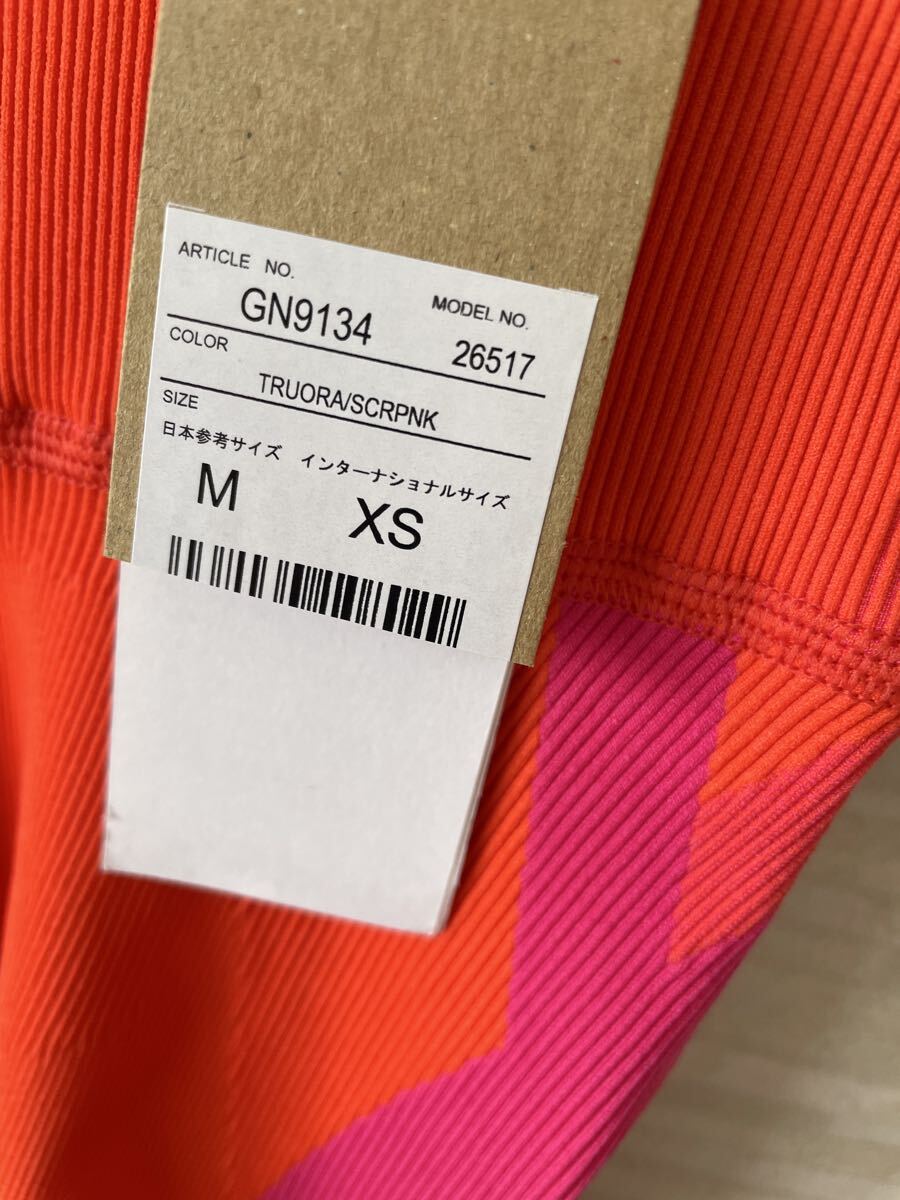 ARTICLE NO.
GN9134
MODEL NO.
26517
COLOR
TRUORA/SCRPNK
SIZE
日本参考サイズ インターナショナルサイズ
M XS